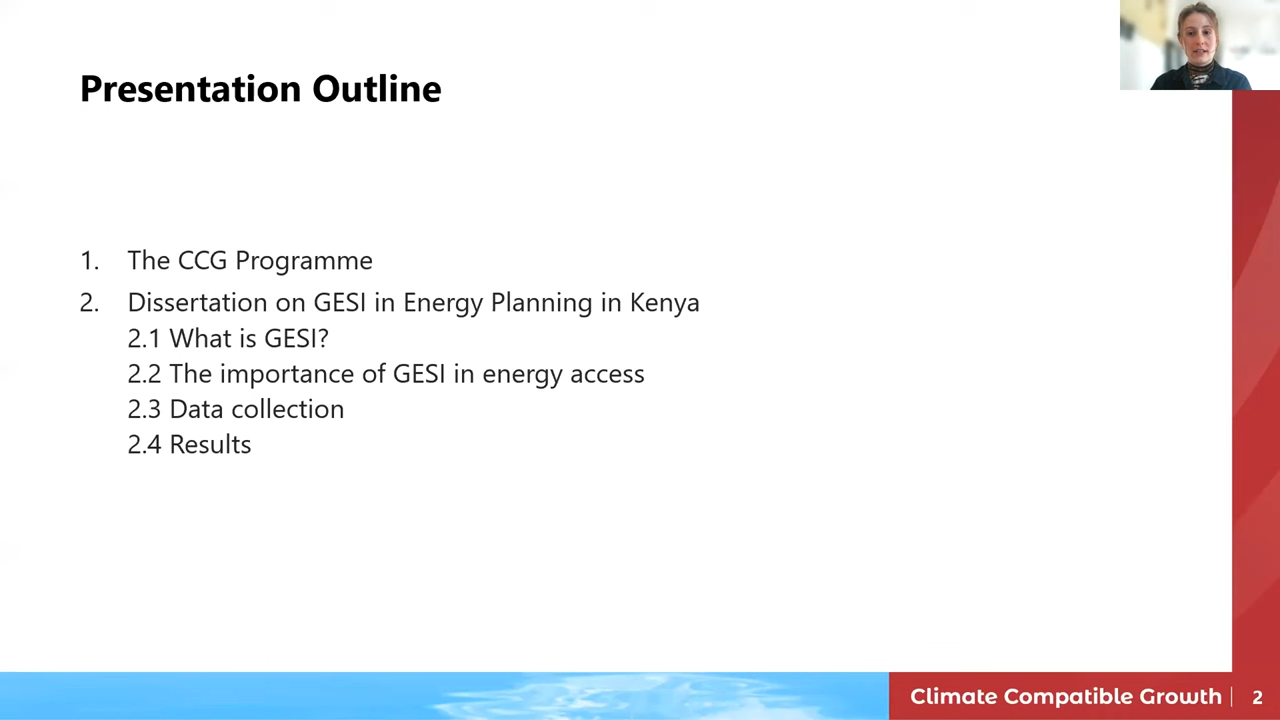 Presentation Outline
1. The CCG Programme
2. Dissertation on GESI in Energy Planning in Kenya
2.1 What is GESI?
2.2 The importance of GESI in energy access
2.3 Data collection
2.4 Results
Climate Compatible Growth | 2